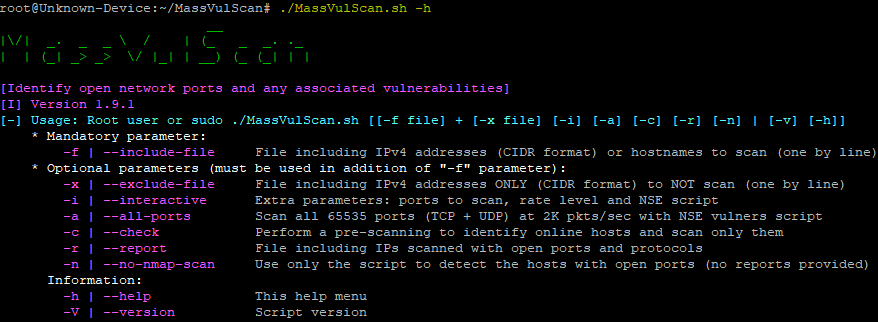 root@Unknown-Device:~/MassVulScan# ./MassVulScan.sh -h
MassVulScan
[Identify open network ports and any associated vulnerabilities]
[I] Version 1.9.1
[-] Usage: Root user or sudo ./MassVulScan.sh [[-f file] + [-x file] [-i] [-a] [-c] [-r] [-n] | [-v] [-h]]
* Mandatory parameter:
-f | --include-file File including IPv4 addresses (CIDR format) or hostnames to scan (one by line)
* Optional parameters (must be used in addition of "-f" parameter):
-x | --exclude-file File including IPv4 addresses ONLY (CIDR format) to NOT scan (one by line)
-i | --interactive Extra parameters: ports to scan, rate level and NSE script
-a | --all-ports Scan all 65535 ports (TCP + UDP) at 2K pkts/sec with NSE vulners script
-c | --check Perform a pre-scanning to identify online hosts and scan only them
-r | --report File including IPs scanned with open ports and protocols
-n | --no-nmap-scan Use only the script to detect the hosts with open ports (no reports provided)
Information:
-h | --help This help menu
-V | --version Script version